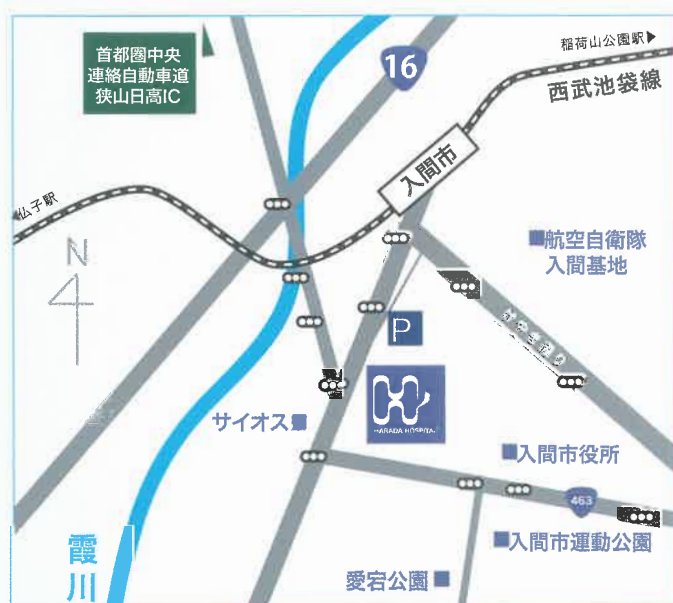 首都圏中央
連絡自動車道
狭山日高IC
16
稲荷山公園駅▶
西武池袋線
入間市
◀仏子駅
N
■航空自衛隊
入間基地
P
HARADA HOSPITAL
サイオス■
■入間市役所
463
■入間市運動公園
愛宕公園■
霞川